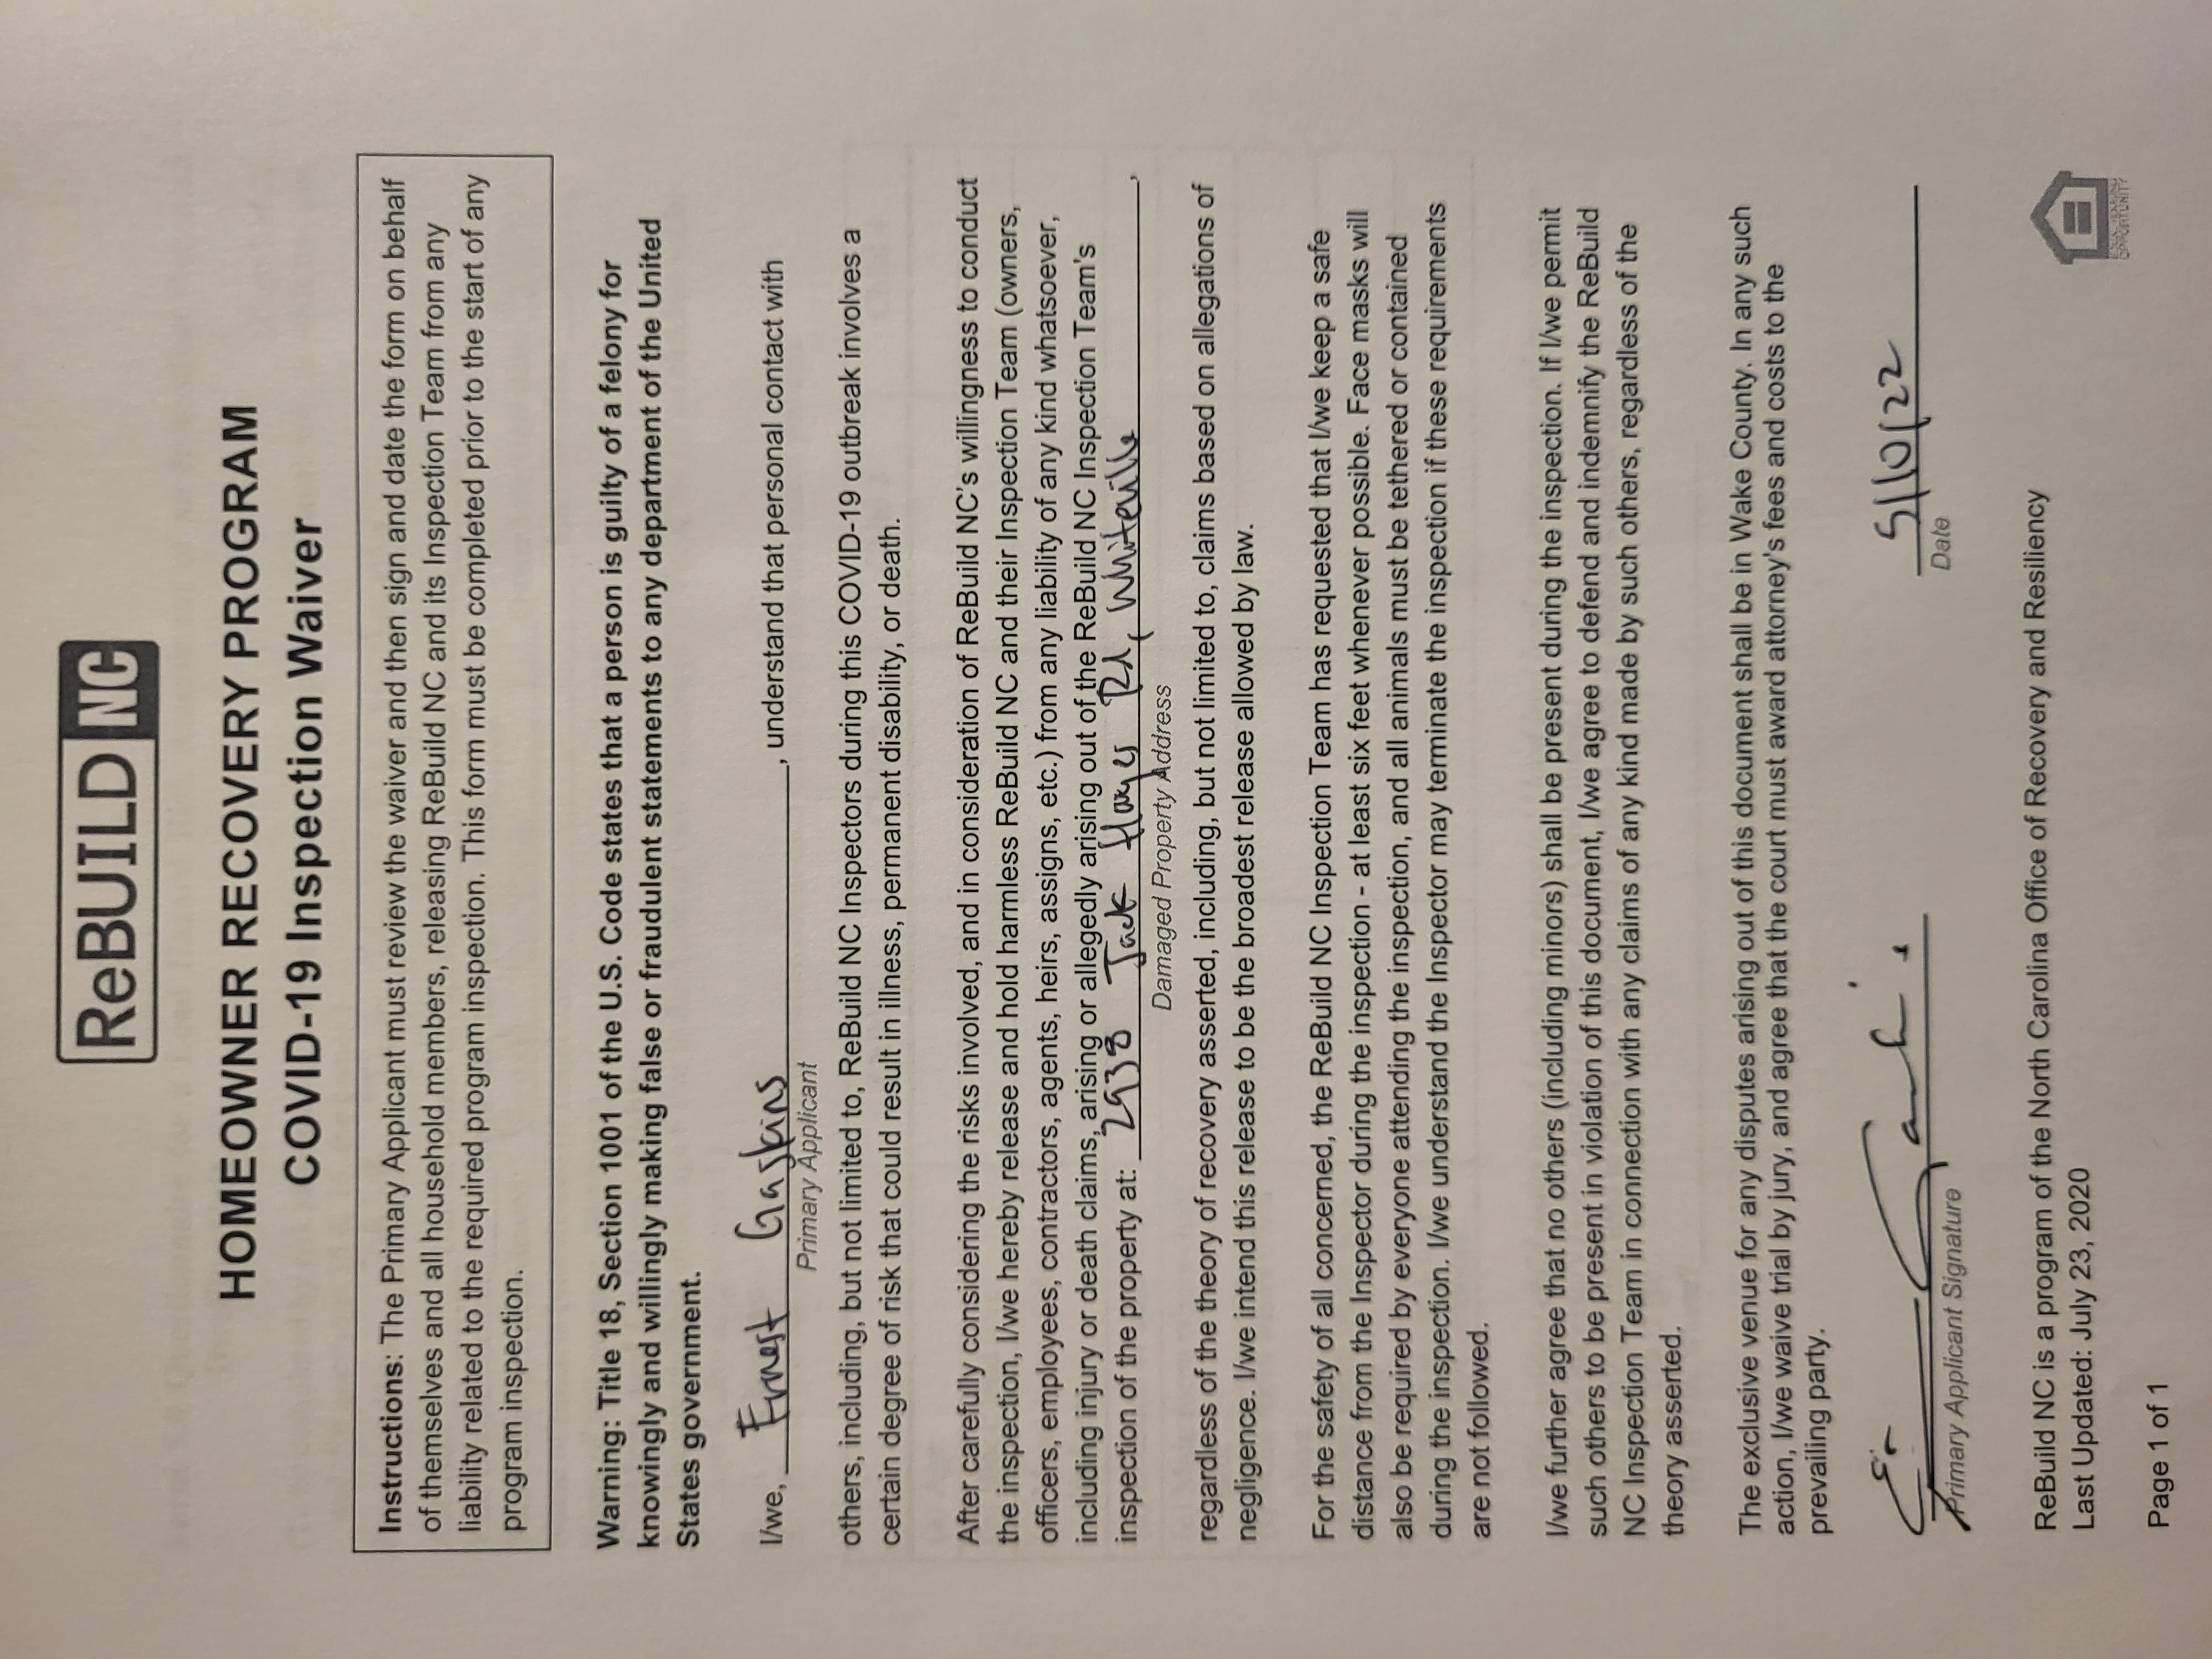 ReBUILD NC
HOMEOWNER RECOVERY PROGRAM
COVID-19 Inspection Waiver
Instructions: The Primary Applicant must review the waiver and then sign and date the form on behalf
of themselves and all household members, releasing ReBuild NC and its Inspection Team from any
liability related to the required program inspection. This form must be completed prior to the start of any
program inspection.
Warning: Title 18, Section 1001 of the U.S. Code states that a person is guilty of a felony for
knowingly and willingly making false or fraudulent statements to any department of the United
States government.
I/we, Ernest Gaskins, understand that personal contact with
Primary Applicant
others, including, but not limited to, ReBuild NC Inspectors during this COVID-19 outbreak involves a
certain degree of risk that could result in illness, permanent disability, or death.
After carefully considering the risks involved, and in consideration of ReBuild NC's willingness to conduct
the inspection, I/we hereby release and hold harmless ReBuild NC and their Inspection Team (owners,
officers, employees, contractors, agents, heirs, assigns, etc.) from any liability of any kind whatsoever,
including injury or death claims, arising or allegedly arising out of the ReBuild NC Inspection Team's
inspection of the property at: 2938 Jack Hayes Rd, Whiteville,
Damaged Property Address
regardless of the theory of recovery asserted, including, but not limited to, claims based on allegations of
negligence. I/we intend this release to be the broadest release allowed by law.
For the safety of all concerned, the ReBuild NC Inspection Team has requested that I/we keep a safe
distance from the Inspector during the inspection - at least six feet whenever possible. Face masks will
also be required by everyone attending the inspection, and all animals must be tethered or contained
during the inspection. I/we understand the Inspector may terminate the inspection if these requirements
are not followed.
I/we further agree that no others (including minors) shall be present during the inspection. If I/we permit
such others to be present in violation of this document, I/we agree to defend and indemnify the ReBuild
NC Inspection Team in connection with any claims of any kind made by such others, regardless of the
theory asserted.
The exclusive venue for any disputes arising out of this document shall be in Wake County. In any such
action, I/we waive trial by jury, and agree that the court must award attorney's fees and costs to the
prevailing party.
5/10/22
Primary Applicant Signature Date
ReBuild NC is a program of the North Carolina Office of Recovery and Resiliency
Last Updated: July 23, 2020
Page 1 of 1